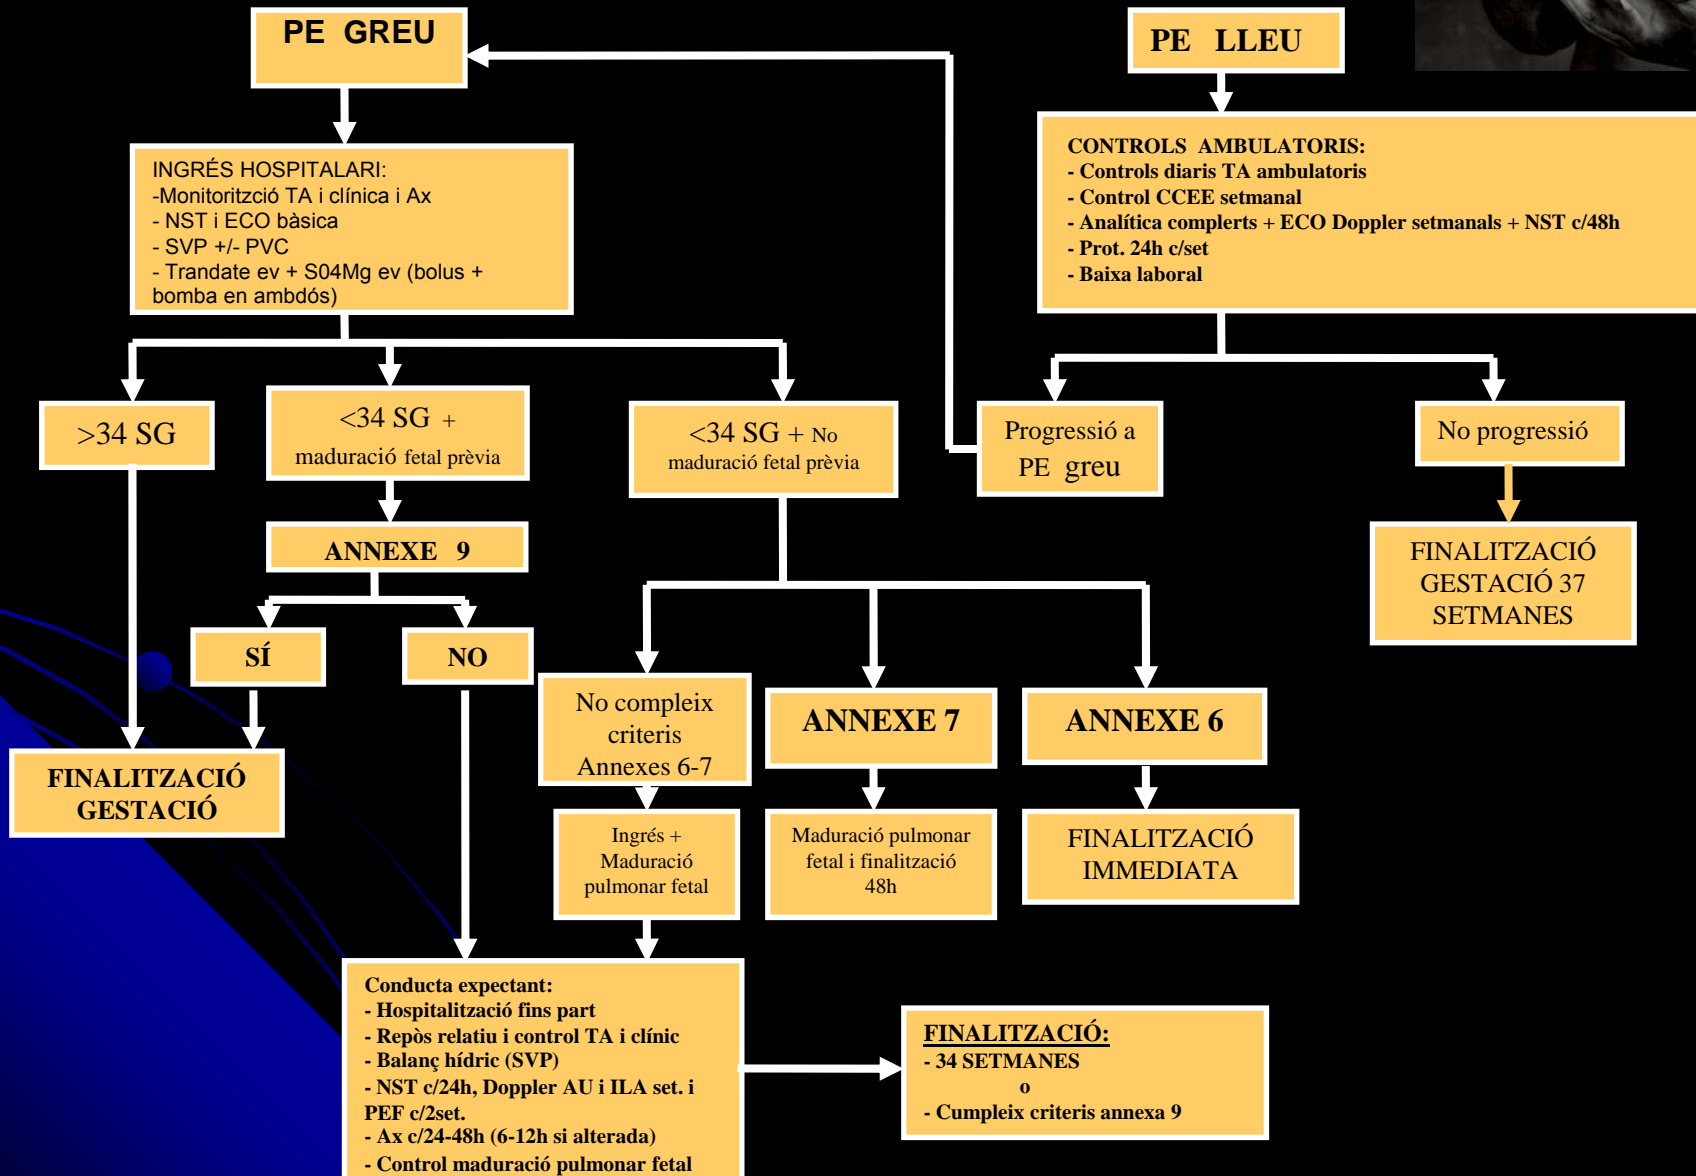 PE GREU
PE LLEU
INGRÉS HOSPITALARI:
-Monitoritzció TA i clínica i Ax
- NST i ECO bàsica
- SVP +/- PVC
- Trandate ev + S04Mg ev (bolus +
bomba en ambdós)
CONTROLS AMBULATORIS:
- Controls diaris TA ambulatoris
- Control CCEE setmanal
- Analítica complerts + ECO Doppler setmanals + NST c/48h
- Prot. 24h c/set
- Baixa laboral
>34 SG
<34 SG +
maduració fetal prèvia
<34 SG + No
maduració fetal prèvia
Progressió a
PE greu
No progressió
ANNEXE 9
FINALITZACIÓ
GESTACIÓ 37
SETMANES
SÍ
NO
No compleix
criteris
Annexes 6-7
ANNEXE 7
ANNEXE 6
FINALITZACIÓ
GESTACIÓ
Ingrés +
Maduració
pulmonar fetal
Maduració pulmonar
fetal i finalització
48h
FINALITZACIÓ
IMMEDIATA
Conducta expectant:
- Hospitalització fins part
- Repòs relatiu i control TA i clínic
- Balanç hídric (SVP)
- NST c/24h, Doppler AU i ILA set. i
PEF c/2set.
- Ax c/24-48h (6-12h si alterada)
- Control maduració pulmonar fetal
FINALITZACIÓ:
- 34 SETMANES
o
- Cumpleix criteris annexa 9